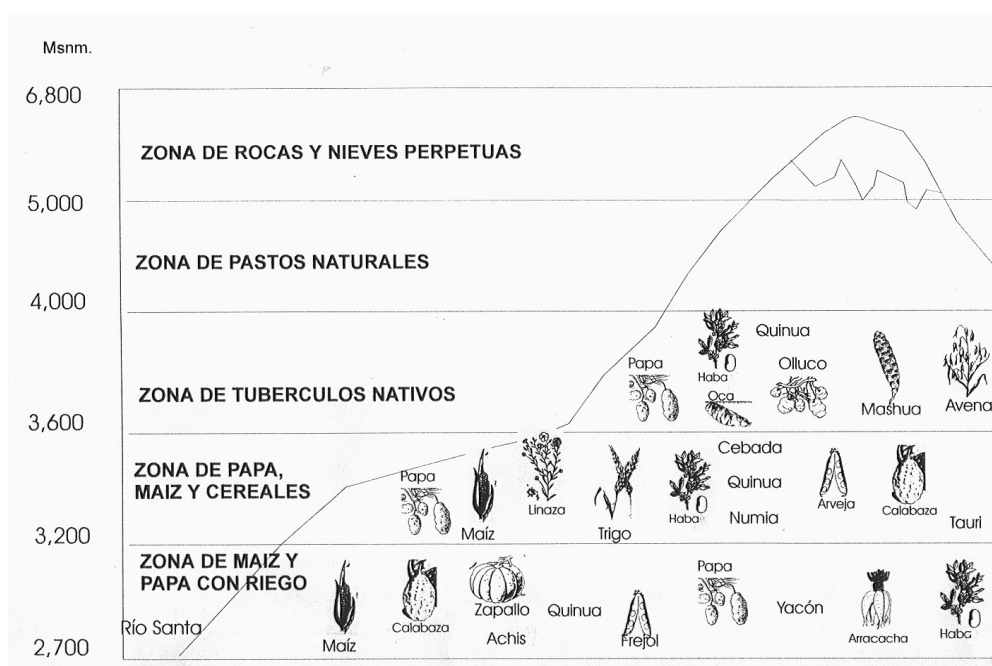 Msnm.
6,800
ZONA DE ROCAS Y NIEVES PERPETUAS
5,000
ZONA DE PASTOS NATURALES
4,000
Quinua
Papa
Haba
Olluco
Oca
Mashua
Avena
ZONA DE TUBERCULOS NATIVOS
3,600
ZONA DE PAPA,
MAIZ Y CEREALES
Papa
Maíz
Linaza
Trigo
Haba
Cebada
Quinua
Numia
Arveja
Calabaza
Tauri
3,200
ZONA DE MAIZ Y
PAPA CON RIEGO
Río Santa
Maíz
Calabaza
Zapallo
Achis
Quinua
Frejol
Papa
Yacón
Arracacha
Haba
2,700